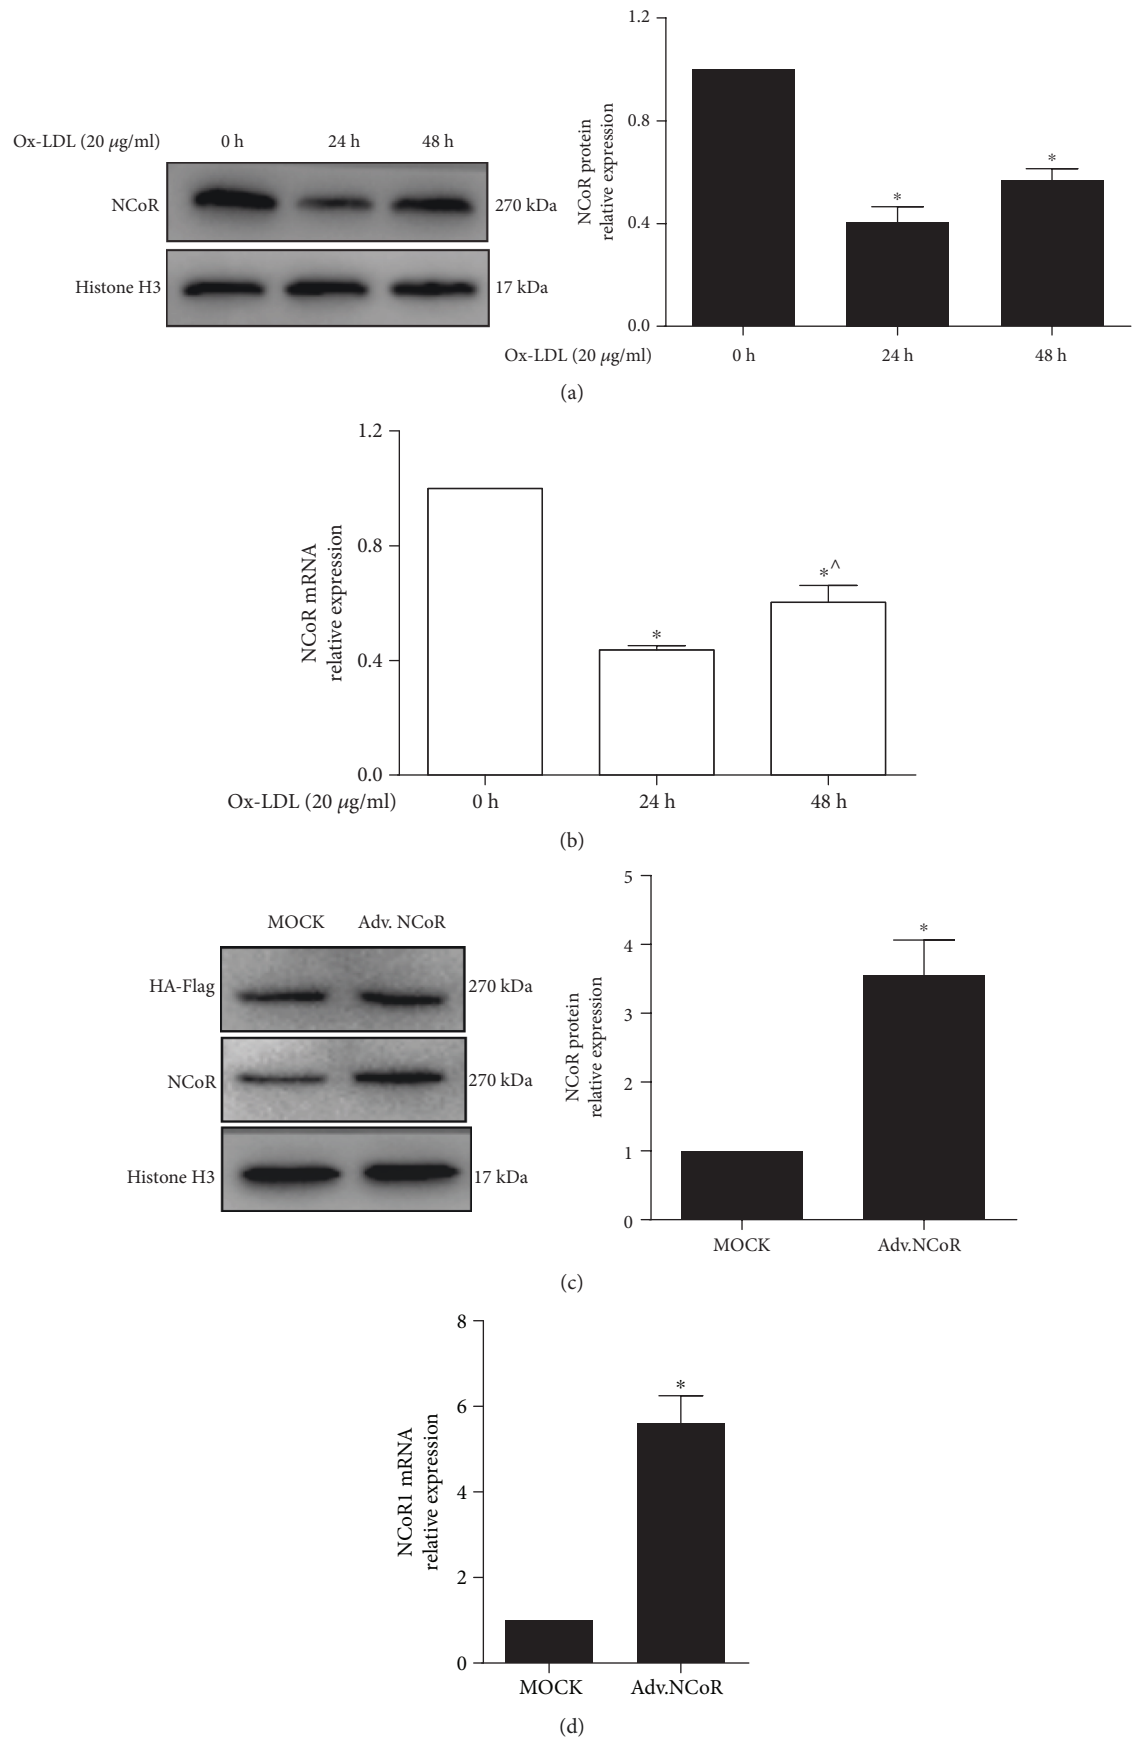 Ox-LDL (20 μg/ml) 0 h 24 h 48 h
NCoR 270 kDa
Histone H3 17 kDa
NCoR protein
relative expression
1.2
0.8
0.4
0.0
*
*
Ox-LDL (20 μg/ml) 0 h 24 h 48 h
(a)
NCoR mRNA
relative expression
1.2
0.8
0.4
0.0
*
*^
Ox-LDL (20 μg/ml) 0 h 24 h 48 h
(b)
MOCK Adv. NCoR
HA-Flag 270 kDa
NCoR 270 kDa
Histone H3 17 kDa
NCoR protein
relative expression
5
4
3
2
1
0
*
MOCK Adv.NCoR
(c)
NCoR1 mRNA
relative expression
8
6
4
2
0
*
MOCK Adv.NCoR
(d)